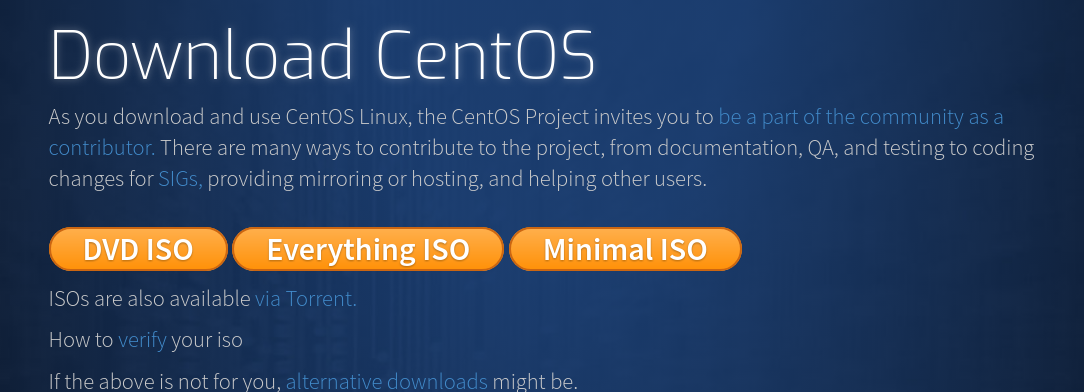 Download CentOS
As you download and use CentOS Linux, the CentOS Project invites you to be a part of the community as a
contributor. There are many ways to contribute to the project, from documentation, QA, and testing to coding
changes for SIGs, providing mirroring or hosting, and helping other users.
DVD ISO Everything ISO Minimal ISO
ISOs are also available via Torrent.
How to verify your iso
If the above is not for you, alternative downloads might be.